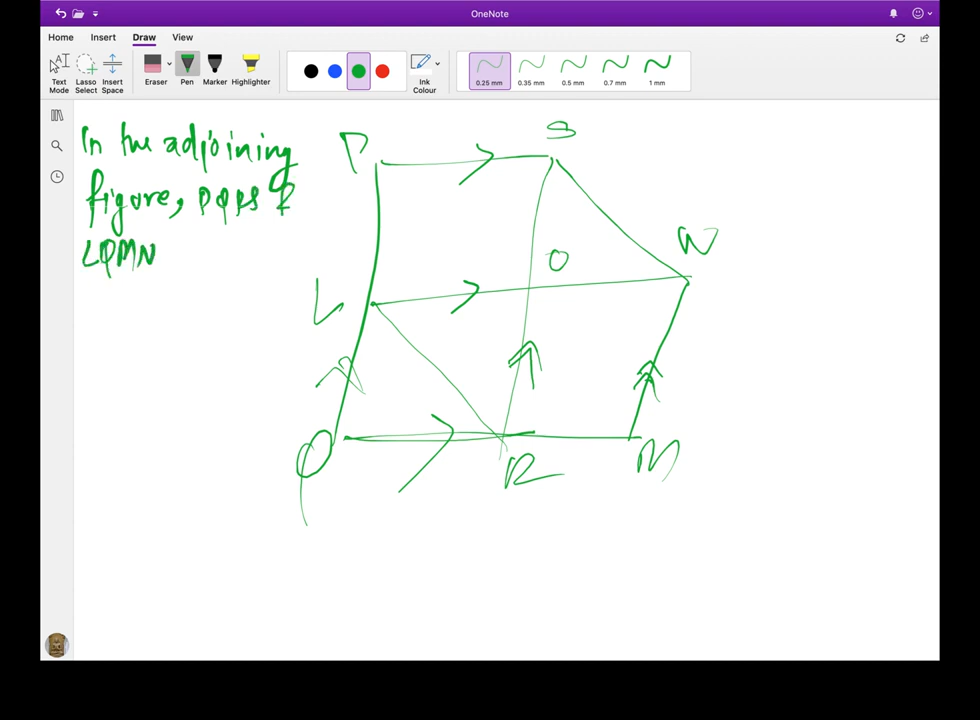 OneNote
Home Insert Draw View
Text Mode
Lasso Select
Insert Space
Eraser
Pen
Marker
Highlighter
Ink Colour
0.25 mm
0.35 mm
0.5 mm
0.7 mm
1 mm
In the adjoining
figure, PQRS &
LQMN
P
S
O
N
L
Q
R
M